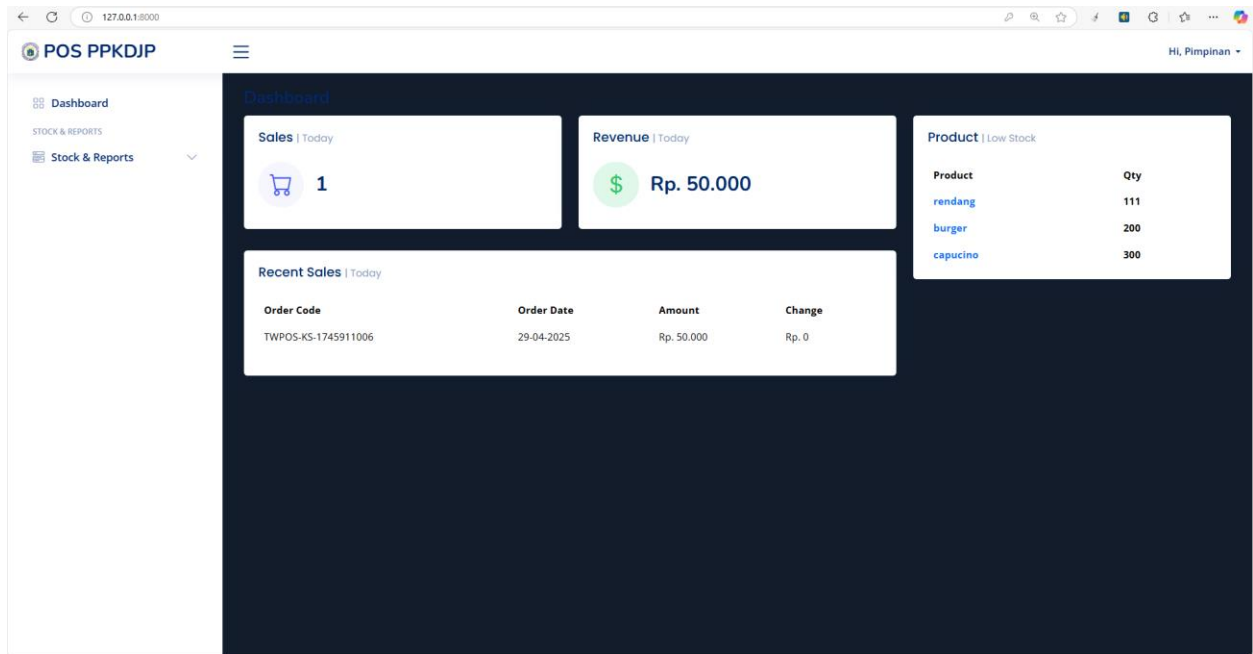 127.0.0.1:8000
POS PPKDJP
Hi, Pimpinan
Dashboard
STOCK & REPORTS
Stock & Reports
Dashboard
Sales | Today
1
Revenue | Today
$ Rp. 50.000
Product | Low Stock
Product Qty
rendang 111
burger 200
capucino 300
Recent Sales | Today
Order Code Order Date Amount Change
TWPOS-KS-1745911006 29-04-2025 Rp. 50.000 Rp. 0